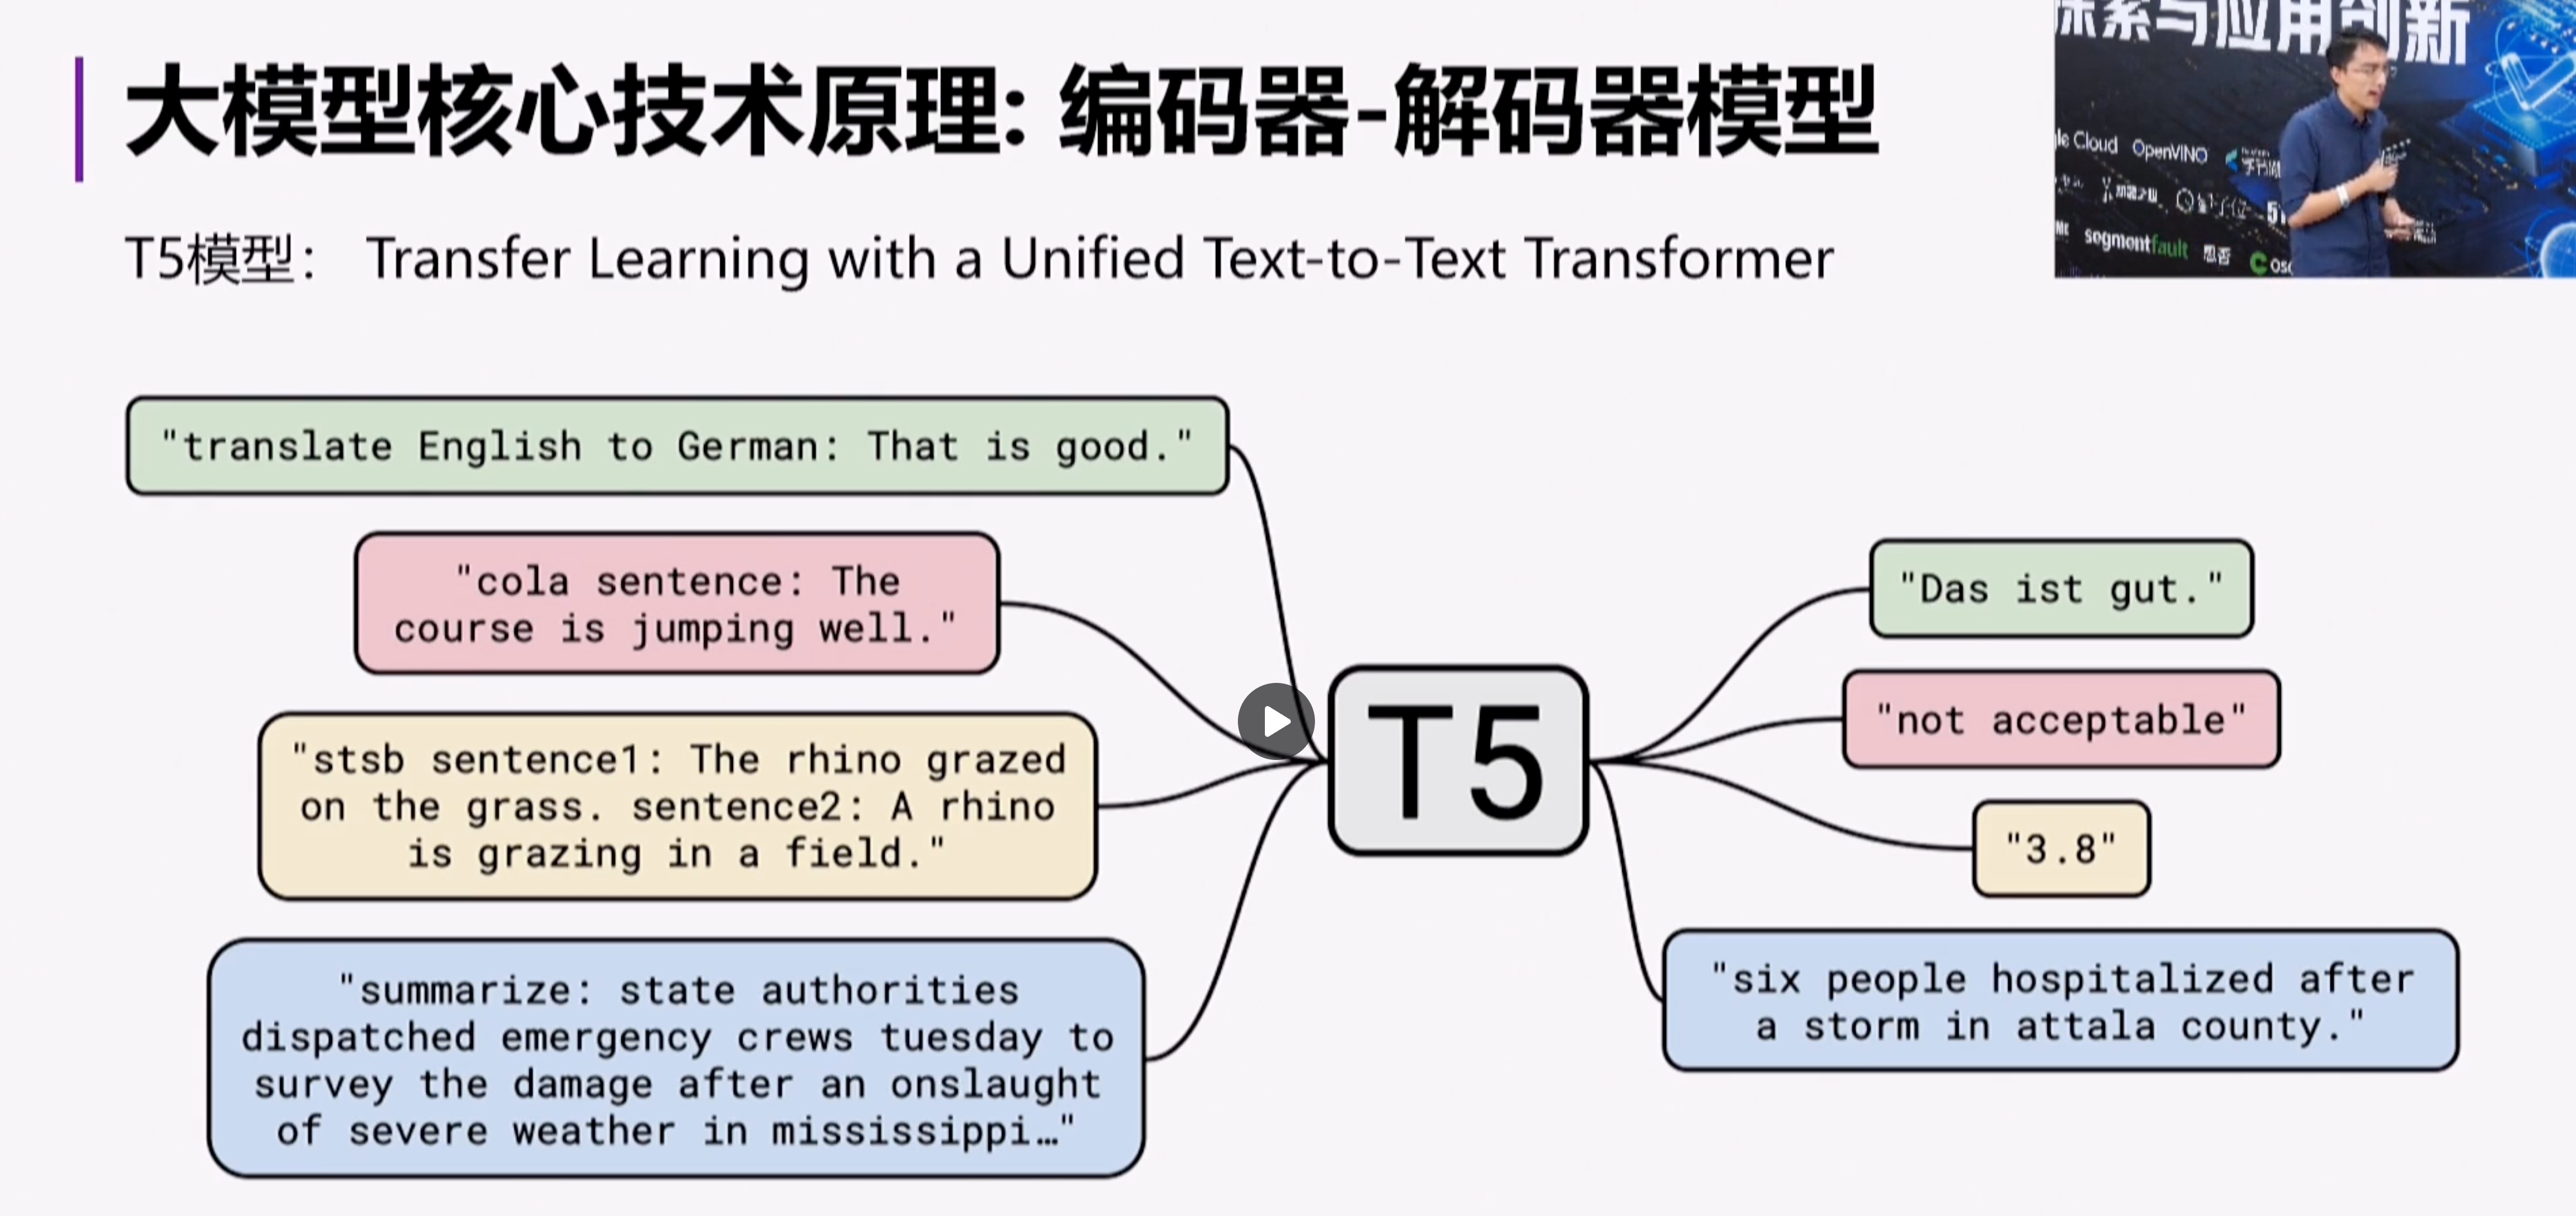 大模型核心技术原理: 编码器-解码器模型
T5模型： Transfer Learning with a Unified Text-to-Text Transformer
探索与应用创新
le Cloud OpenVINO
segmentfault 思否
"translate English to German: That is good."
"cola sentence: The
course is jumping well."
"stsb sentence1: The rhino grazed
on the grass. sentence2: A rhino
is grazing in a field."
"summarize: state authorities
dispatched emergency crews tuesday to
survey the damage after an onslaught
of severe weather in mississippi…"
T5
"Das ist gut."
"not acceptable"
"3.8"
"six people hospitalized after
a storm in attala county."